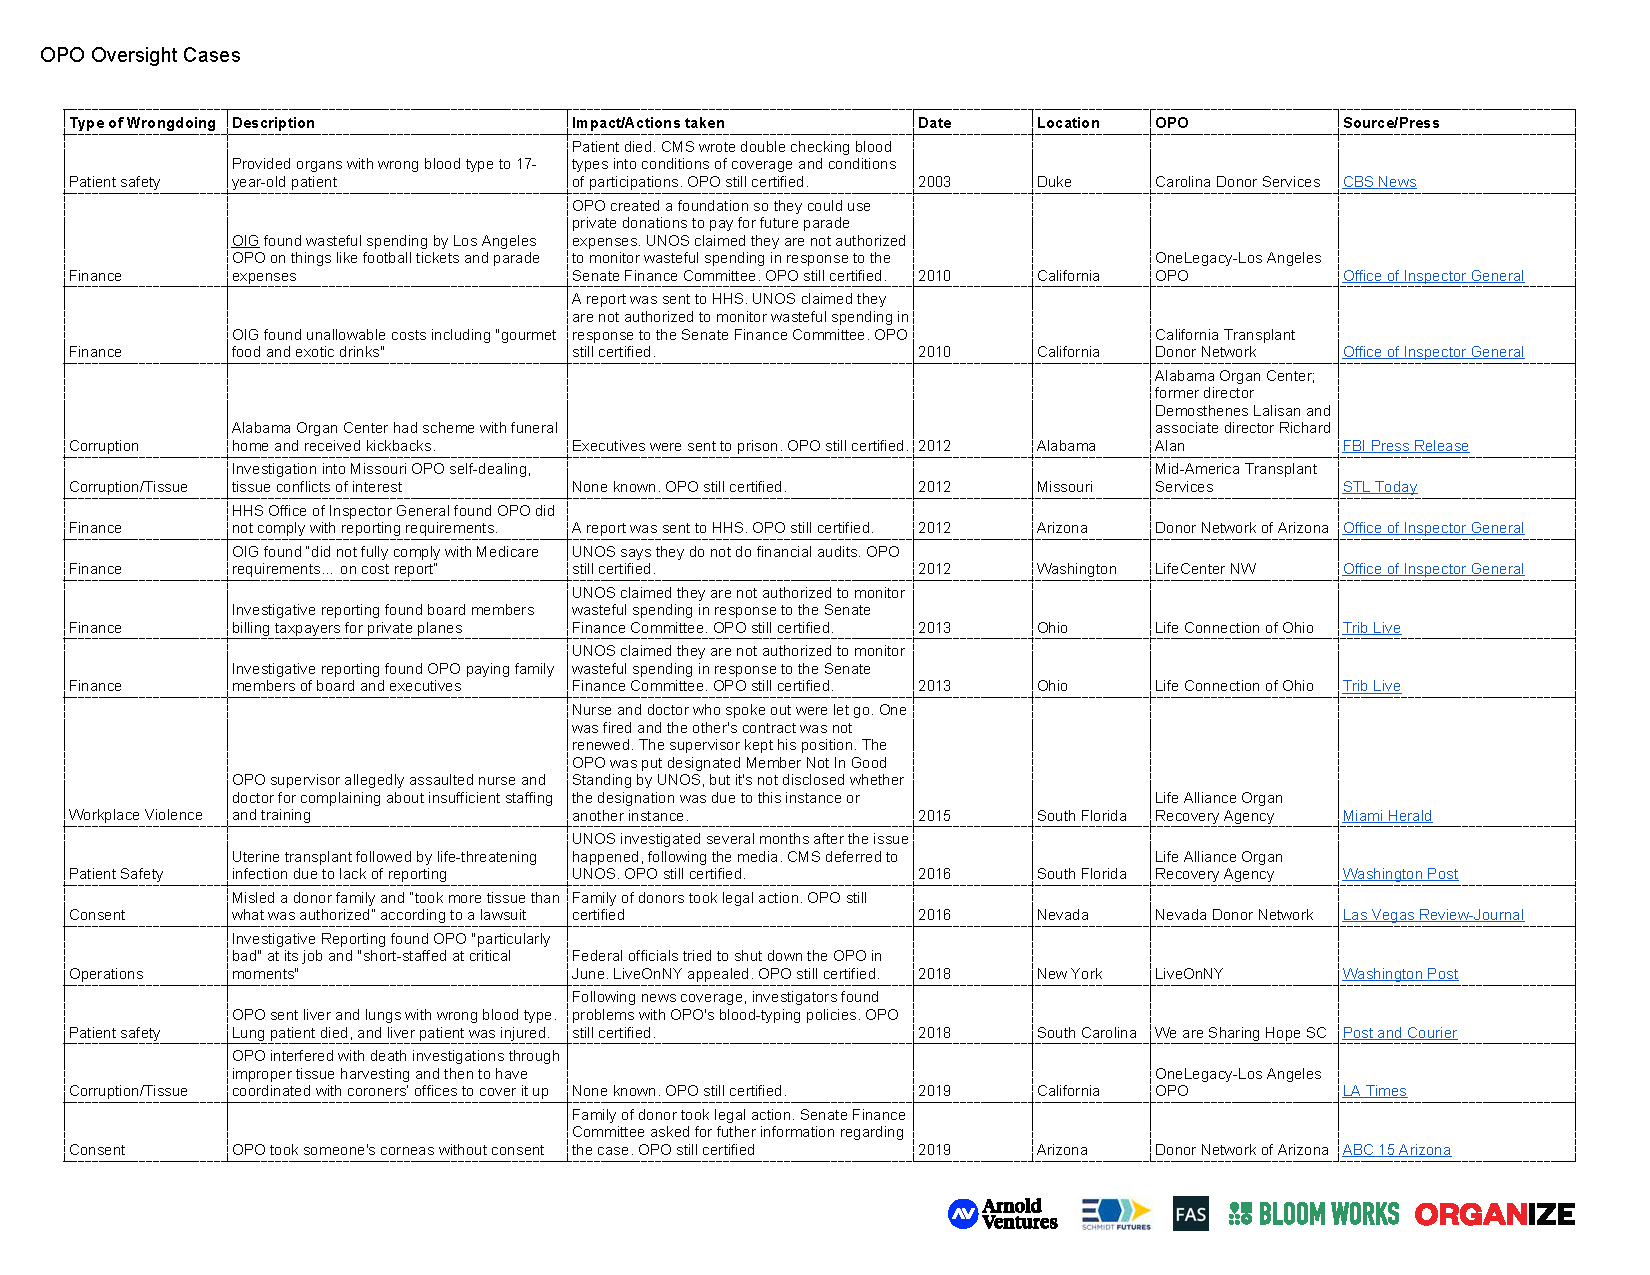 OPO Oversight Cases
Type of Wrongdoing Description Impact/Actions taken Date Location OPO Source/Press
Patient safety
Provided organs with wrong blood type to 17-
year-old patient
Patient died. CMS wrote double checking blood
types into conditions of coverage and conditions
of participations. OPO still certified.
2003
Duke
Carolina Donor Services
CBS News
Finance
OIG found wasteful spending by Los Angeles
OPO on things like football tickets and parade
expenses
OPO created a foundation so they could use
private donations to pay for future parade
expenses. UNOS claimed they are not authorized
to monitor wasteful spending in response to the
Senate Finance Committee. OPO still certified.
2010
California
OneLegacy-Los Angeles
OPO
Office of Inspector General
Finance
OIG found unallowable costs including "gourmet
food and exotic drinks"
A report was sent to HHS. UNOS claimed they
are not authorized to monitor wasteful spending in
response to the Senate Finance Committee. OPO
still certified.
2010
California
California Transplant
Donor Network
Office of Inspector General
Corruption
Alabama Organ Center had scheme with funeral
home and received kickbacks.
Executives were sent to prison. OPO still certified.
2012
Alabama
Alabama Organ Center;
former director
Demosthenes Lalisan and
associate director Richard
Alan
FBI Press Release
Corruption/Tissue
Investigation into Missouri OPO self-dealing,
tissue conflicts of interest
None known. OPO still certified.
2012
Missouri
Mid-America Transplant
Services
STL Today
Finance
HHS Office of Inspector General found OPO did
not comply with reporting requirements.
A report was sent to HHS. OPO still certified.
2012
Arizona
Donor Network of Arizona
Office of Inspector General
Finance
OIG found “did not fully comply with Medicare
requirements... on cost report”
UNOS says they do not do financial audits. OPO
still certified.
2012
Washington
LifeCenter NW
Office of Inspector General
Finance
Investigative reporting found board members
billing taxpayers for private planes
UNOS claimed they are not authorized to monitor
wasteful spending in response to the Senate
Finance Committee. OPO still certified.
2013
Ohio
Life Connection of Ohio
Trib Live
Finance
Investigative reporting found OPO paying family
members of board and executives
UNOS claimed they are not authorized to monitor
wasteful spending in response to the Senate
Finance Committee. OPO still certified.
2013
Ohio
Life Connection of Ohio
Trib Live
Workplace Violence
OPO supervisor allegedly assaulted nurse and
doctor for complaining about insufficient staffing
and training
Nurse and doctor who spoke out were let go. One
was fired and the other's contract was not
renewed. The supervisor kept his position. The
OPO was put designated Member Not In Good
Standing by UNOS, but it's not disclosed whether
the designation was due to this instance or
another instance.
2015
South Florida
Life Alliance Organ
Recovery Agency
Miami Herald
Patient Safety
Uterine transplant followed by life-threatening
infection due to lack of reporting
UNOS investigated several months after the issue
happened, following the media. CMS deferred to
UNOS. OPO still certified.
2016
South Florida
Life Alliance Organ
Recovery Agency
Washington Post
Consent
Misled a donor family and “took more tissue than
what was authorized” according to a lawsuit
Family of donors took legal action. OPO still
certified
2016
Nevada
Nevada Donor Network
Las Vegas Review-Journal
Operations
Investigative Reporting found OPO "particularly
bad" at its job and "short-staffed at critical
moments"
Federal officials tried to shut down the OPO in
June. LiveOnNY appealed. OPO still certified.
2018
New York
LiveOnNY
Washington Post
Patient safety
OPO sent liver and lungs with wrong blood type.
Lung patient died, and liver patient was injured.
Following news coverage, investigators found
problems with OPO's blood-typing policies. OPO
still certified.
2018
South Carolina
We are Sharing Hope SC
Post and Courier
Corruption/Tissue
OPO interfered with death investigations through
improper tissue harvesting and then to have
coordinated with coroners’ offices to cover it up
None known. OPO still certified.
2019
California
OneLegacy-Los Angeles
OPO
LA Times
Consent
OPO took someone's corneas without consent
Family of donor took legal action. Senate Finance
Committee asked for futher information regarding
the case. OPO still certified
2019
Arizona
Donor Network of Arizona
ABC 15 Arizona
Arnold
Ventures
SCHMIDT FUTURES
FAS
BLOOM WORKS
ORGANIZE